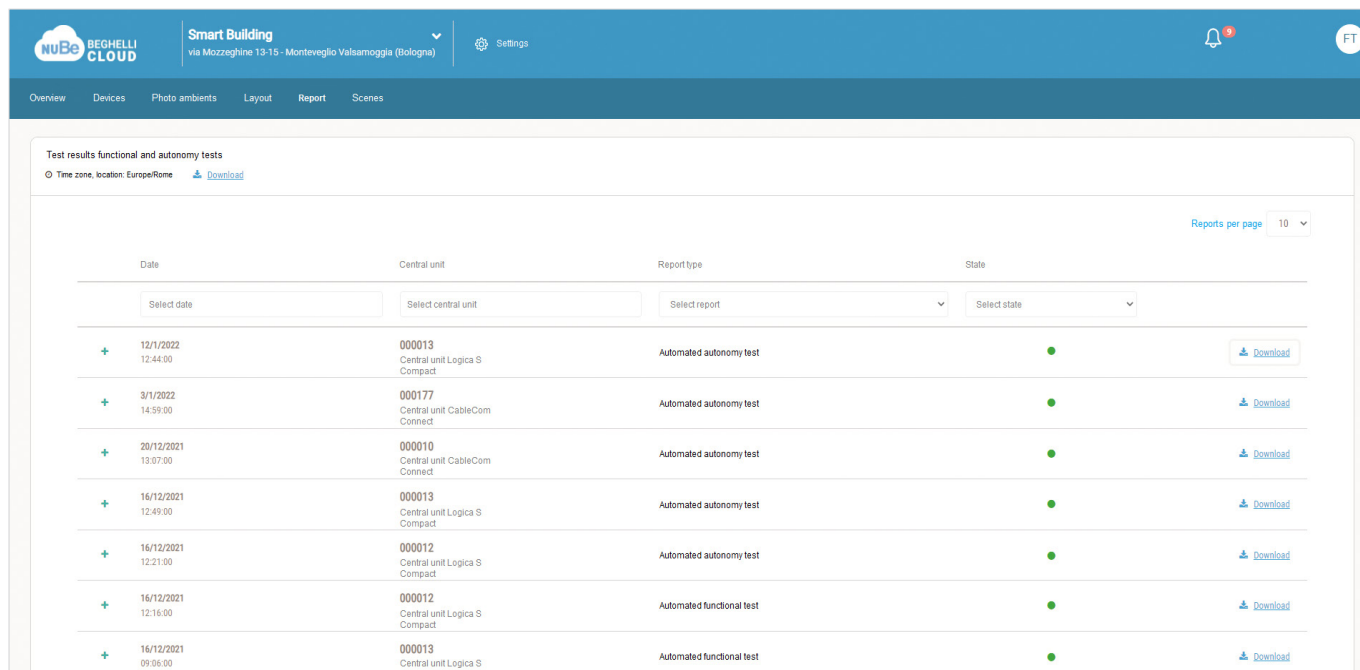 NUBE BEGHELLI CLOUD
Smart Building
via Mozzeghine 13-15 - Monteveglio Valsamoggia (Bologna)
Settings
9
FT
Overview Devices Photo ambients Layout Report Scenes
Test results functional and autonomy tests
Time zone, location: Europe/Rome Download
Reports per page 10
Date Central unit Report type State
Select date Select central unit Select report Select state
12/1/2022
12:44:00
000013
Central unit Logica S
Compact
Automated autonomy test
Download
3/1/2022
14:59:00
000177
Central unit CableCom
Connect
Automated autonomy test
Download
20/12/2021
13:07:00
000010
Central unit CableCom
Connect
Automated autonomy test
Download
16/12/2021
12:49:00
000013
Central unit Logica S
Compact
Automated autonomy test
Download
16/12/2021
12:21:00
000012
Central unit Logica S
Compact
Automated autonomy test
Download
16/12/2021
12:16:00
000012
Central unit Logica S
Compact
Automated functional test
Download
16/12/2021
09:06:00
000013
Central unit Logica S
Automated functional test
Download